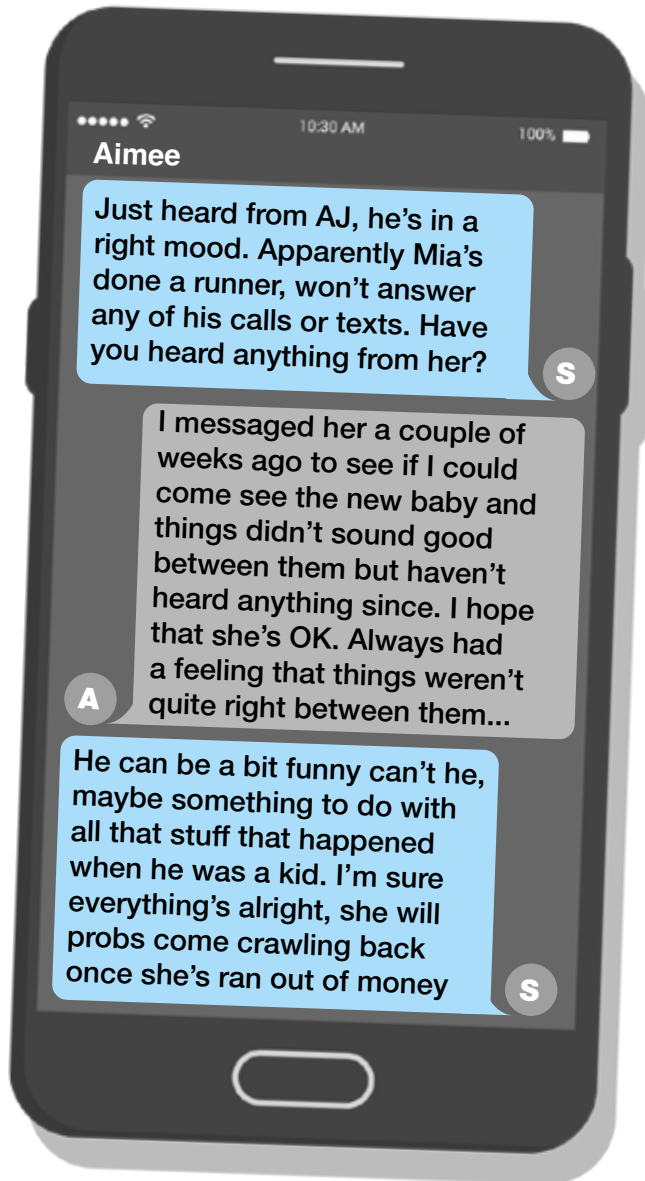 10:30 AM
100%
Aimee
Just heard from AJ, he’s in a
right mood. Apparently Mia’s
done a runner, won’t answer
any of his calls or texts. Have
you heard anything from her?
S
I messaged her a couple of
weeks ago to see if I could
come see the new baby and
things didn’t sound good
between them but haven’t
heard anything since. I hope
that she’s OK. Always had
a feeling that things weren’t
quite right between them...
A
He can be a bit funny can’t he,
maybe something to do with
all that stuff that happened
when he was a kid. I’m sure
everything’s alright, she will
probs come crawling back
once she’s ran out of money
S